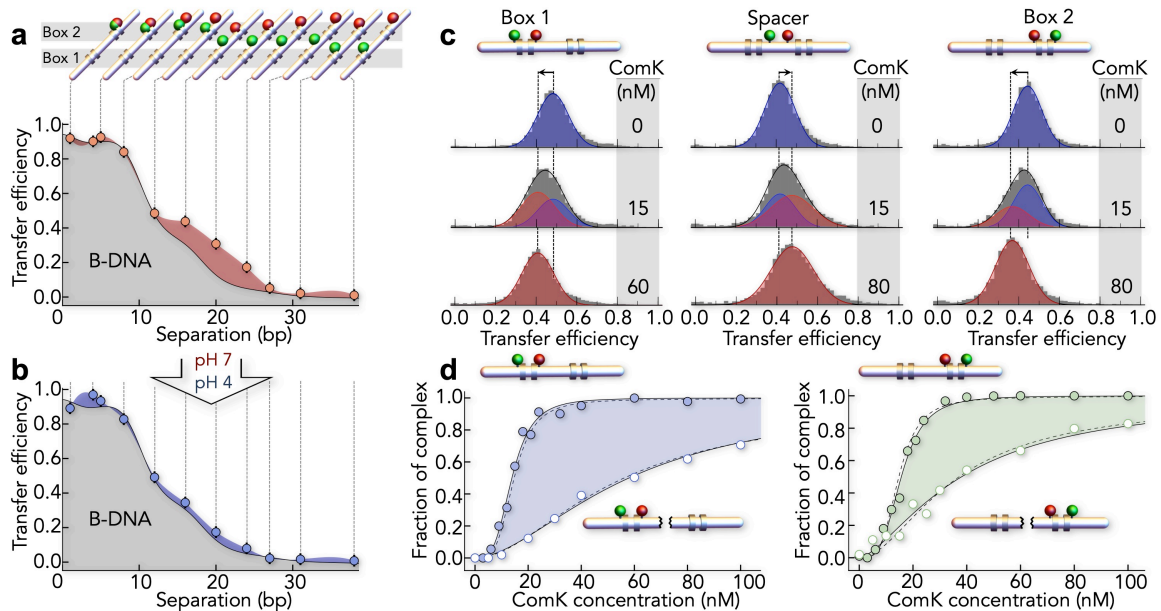 a
Box 2
Box 1
Transfer efficiency
1.0
0.8
0.6
0.4
0.2
0.0
B-DNA
0 10 20 30
Separation (bp)
pH 7
pH 4
b
Transfer efficiency
1.0
0.8
0.6
0.4
0.2
0.0
B-DNA
0 10 20 30
Separation (bp)
c
Box 1 Spacer Box 2
ComK ComK ComK
(nM) (nM) (nM)
0 0 0
15 15 15
60 80 80
0.0 0.2 0.4 0.6 0.8 1.0 0.0 0.2 0.4 0.6 0.8 1.0 0.0 0.2 0.4 0.6 0.8 1.0
Transfer efficiency Transfer efficiency Transfer efficiency
d
Fraction of complex
1.0
0.8
0.6
0.4
0.2
0.0
0 20 40 60 80 100
ComK concentration (nM)
Fraction of complex
1.0
0.8
0.6
0.4
0.2
0.0
0 20 40 60 80 100
ComK concentration (nM)